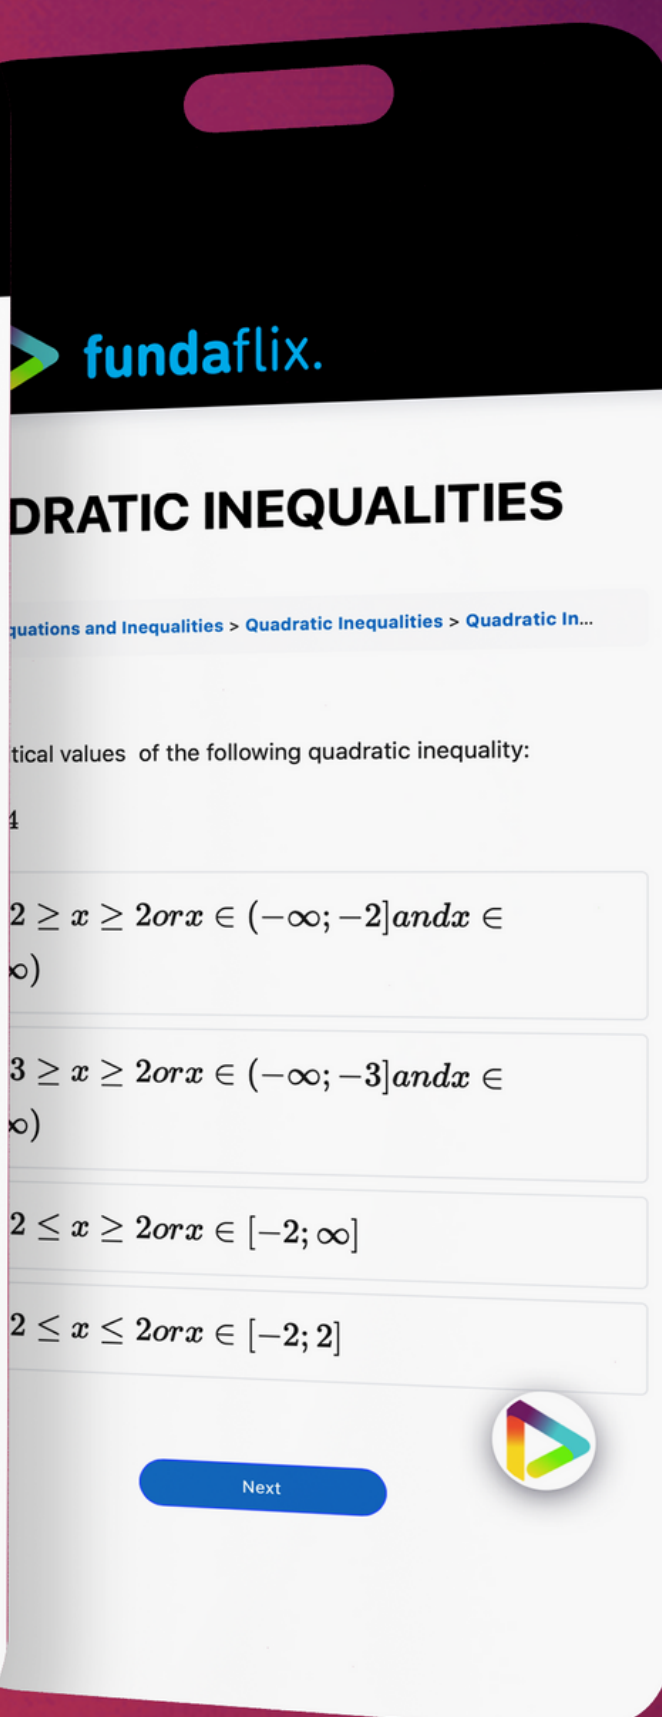 fundaflix.
DRATIC INEQUALITIES
quations and Inequalities > Quadratic Inequalities > Quadratic In...
tical values of the following quadratic inequality:
4
2 ≥ x ≥ 2orx ∈ (−∞; −2]andx ∈
∞)
3 ≥ x ≥ 2orx ∈ (−∞; −3]andx ∈
∞)
2 ≤ x ≥ 2orx ∈ [−2; ∞]
2 ≤ x ≤ 2orx ∈ [−2; 2]
Next